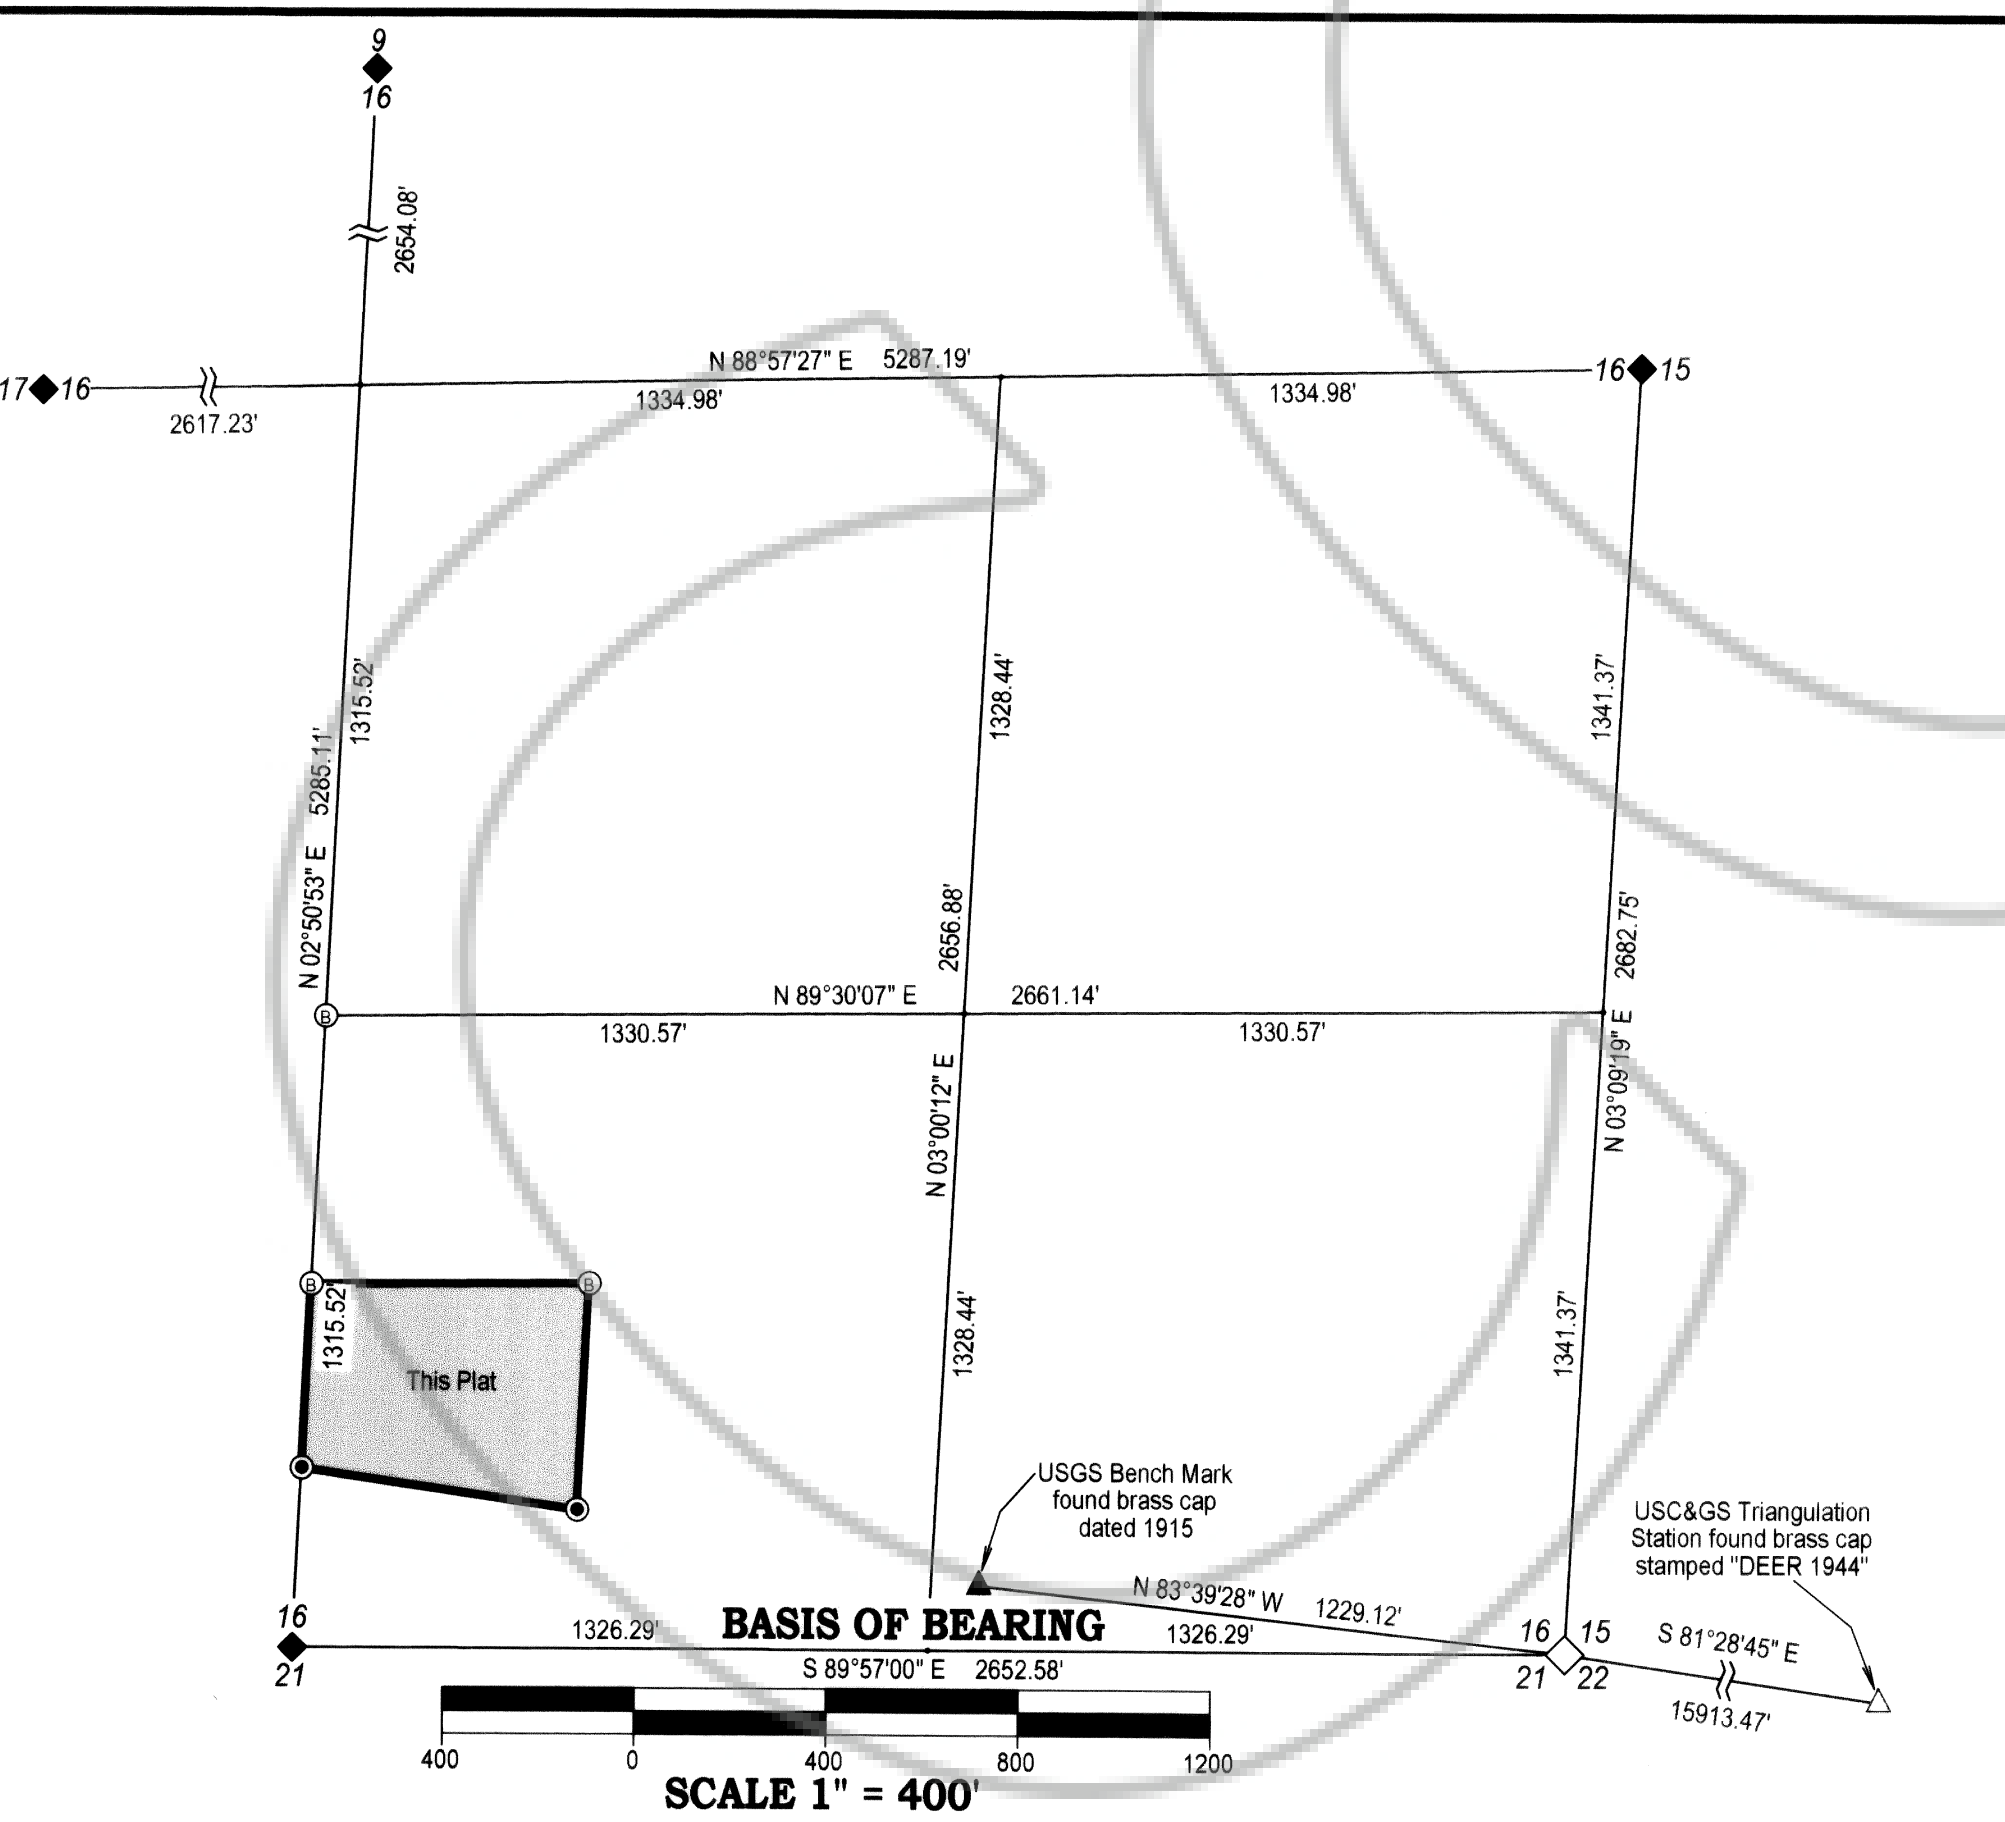 9
16
2654.08'
N 88°57'27" E 5287.19'
17 16
16 15
1334.98'
1334.98'
2617.23'
1315.52'
1328.44'
1341.37'
N 02°50'53" E 5285.11'
2656.88'
2682.75'
N 89°30'07" E 2661.14'
B
1330.57'
1330.57'
N 03°00'12" E
N 03°09'19" E
B
B
1315.52'
1328.44'
1341.37'
This Plat
USGS Bench Mark
found brass cap
dated 1915
USC&GS Triangulation
Station found brass cap
stamped "DEER 1944"
N 83°39'28" W 1229.12'
16
21
1326.29'
BASIS OF BEARING
1326.29'
S 89°57'00" E 2652.58'
16 15
21 22
S 81°28'45" E
15913.47'
400 0 400 800 1200
SCALE 1" = 400'